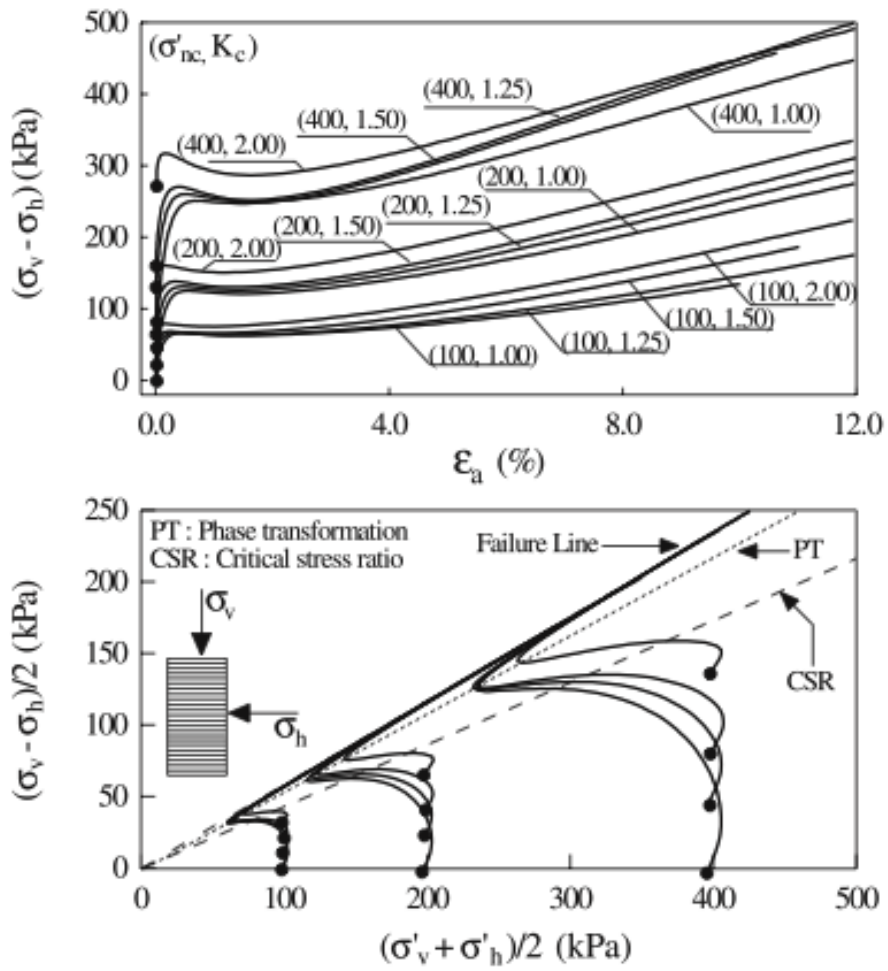 500
(σ'nc, Kc)
(400, 1.25)
400
(400, 1.50)
(400, 1.00)
(400, 2.00)
300
(200, 1.00)
(200, 1.25)
200
(200, 1.50)
(200, 2.00)
(100, 2.00)
100
(100, 1.50)
(100, 1.25)
(100, 1.00)
0
(σv - σh) (kPa)
0.0 4.0 8.0 12.0
εa (%)
250
PT : Phase transformation
CSR : Critical stress ratio
Failure Line
PT
200
σv
150
CSR
100
σh
50
0
(σv - σh)/2 (kPa)
0 100 200 300 400 500
(σ'v + σ'h)/2 (kPa)